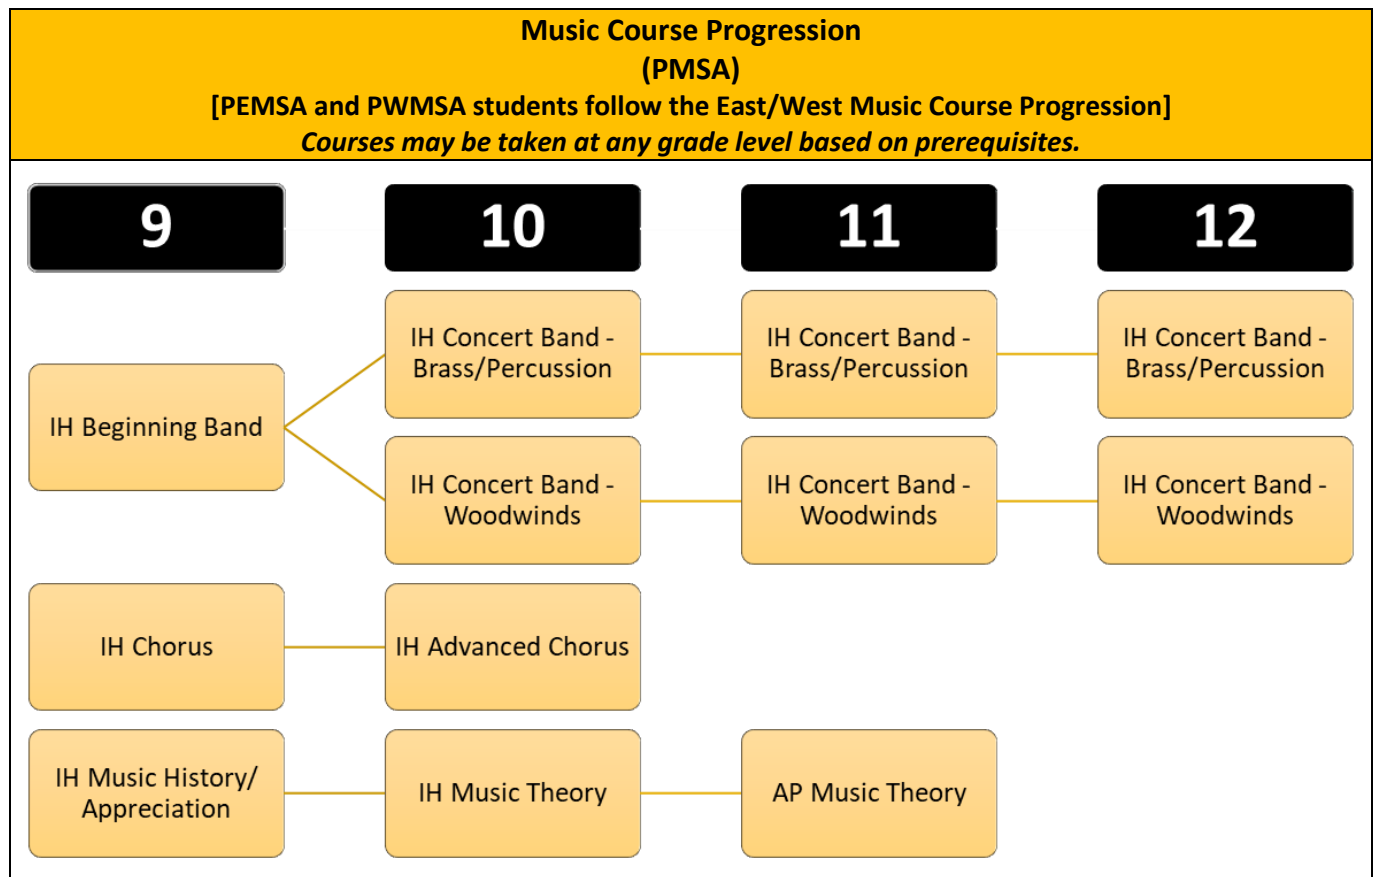 Music Course Progression
(PMSA)
[PEMSA and PWMSA students follow the East/West Music Course Progression]
Courses may be taken at any grade level based on prerequisites.
9
10
11
12
IH Beginning Band
IH Concert Band -
Brass/Percussion
IH Concert Band -
Brass/Percussion
IH Concert Band -
Brass/Percussion
IH Concert Band -
Woodwinds
IH Concert Band -
Woodwinds
IH Concert Band -
Woodwinds
IH Chorus
IH Advanced Chorus
IH Music History/
Appreciation
IH Music Theory
AP Music Theory